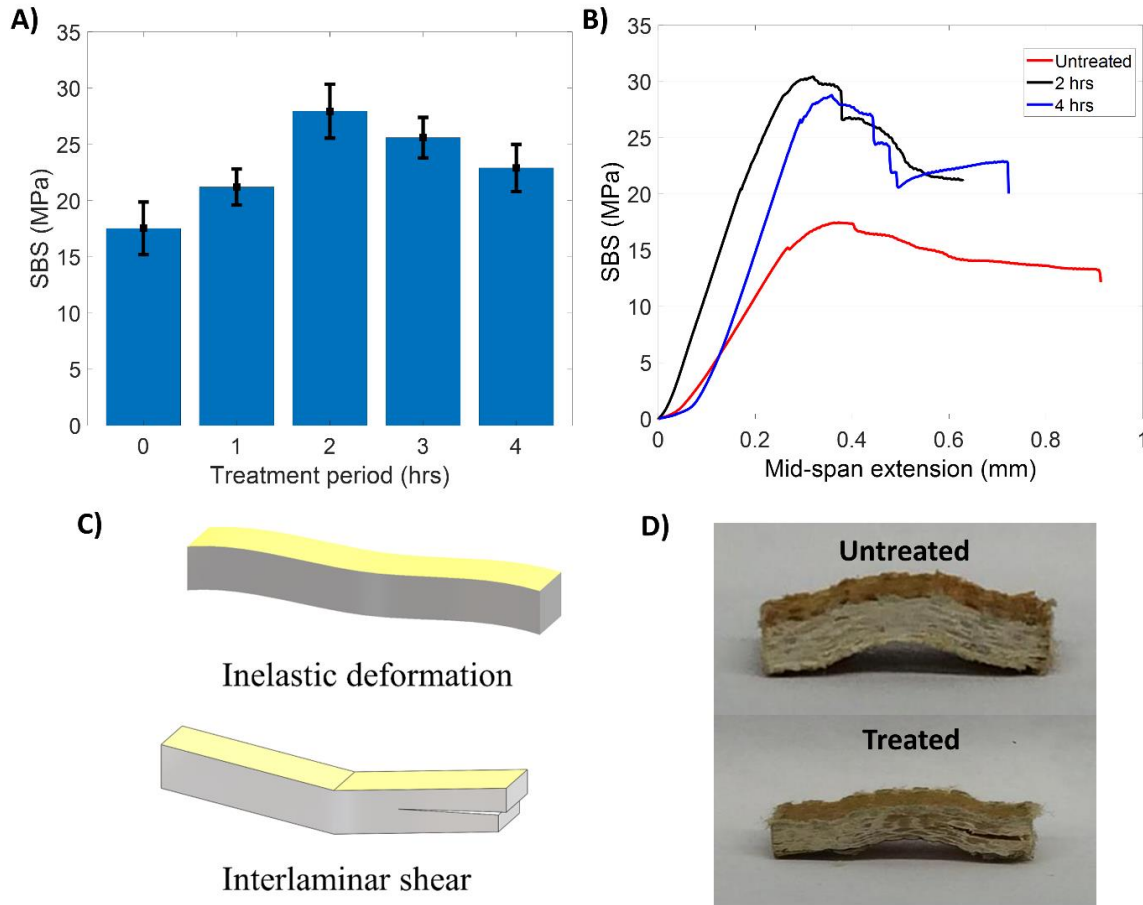 A)
35
30
25
20
15
10
5
0
SBS (MPa)
0 1 2 3 4
Treatment period (hrs)
B)
35
30
25
20
15
10
5
0
SBS (MPa)
Untreated
2 hrs
4 hrs
0 0.2 0.4 0.6 0.8 1
Mid-span extension (mm)
C)
Inelastic deformation
Interlaminar shear
D)
Untreated
Treated